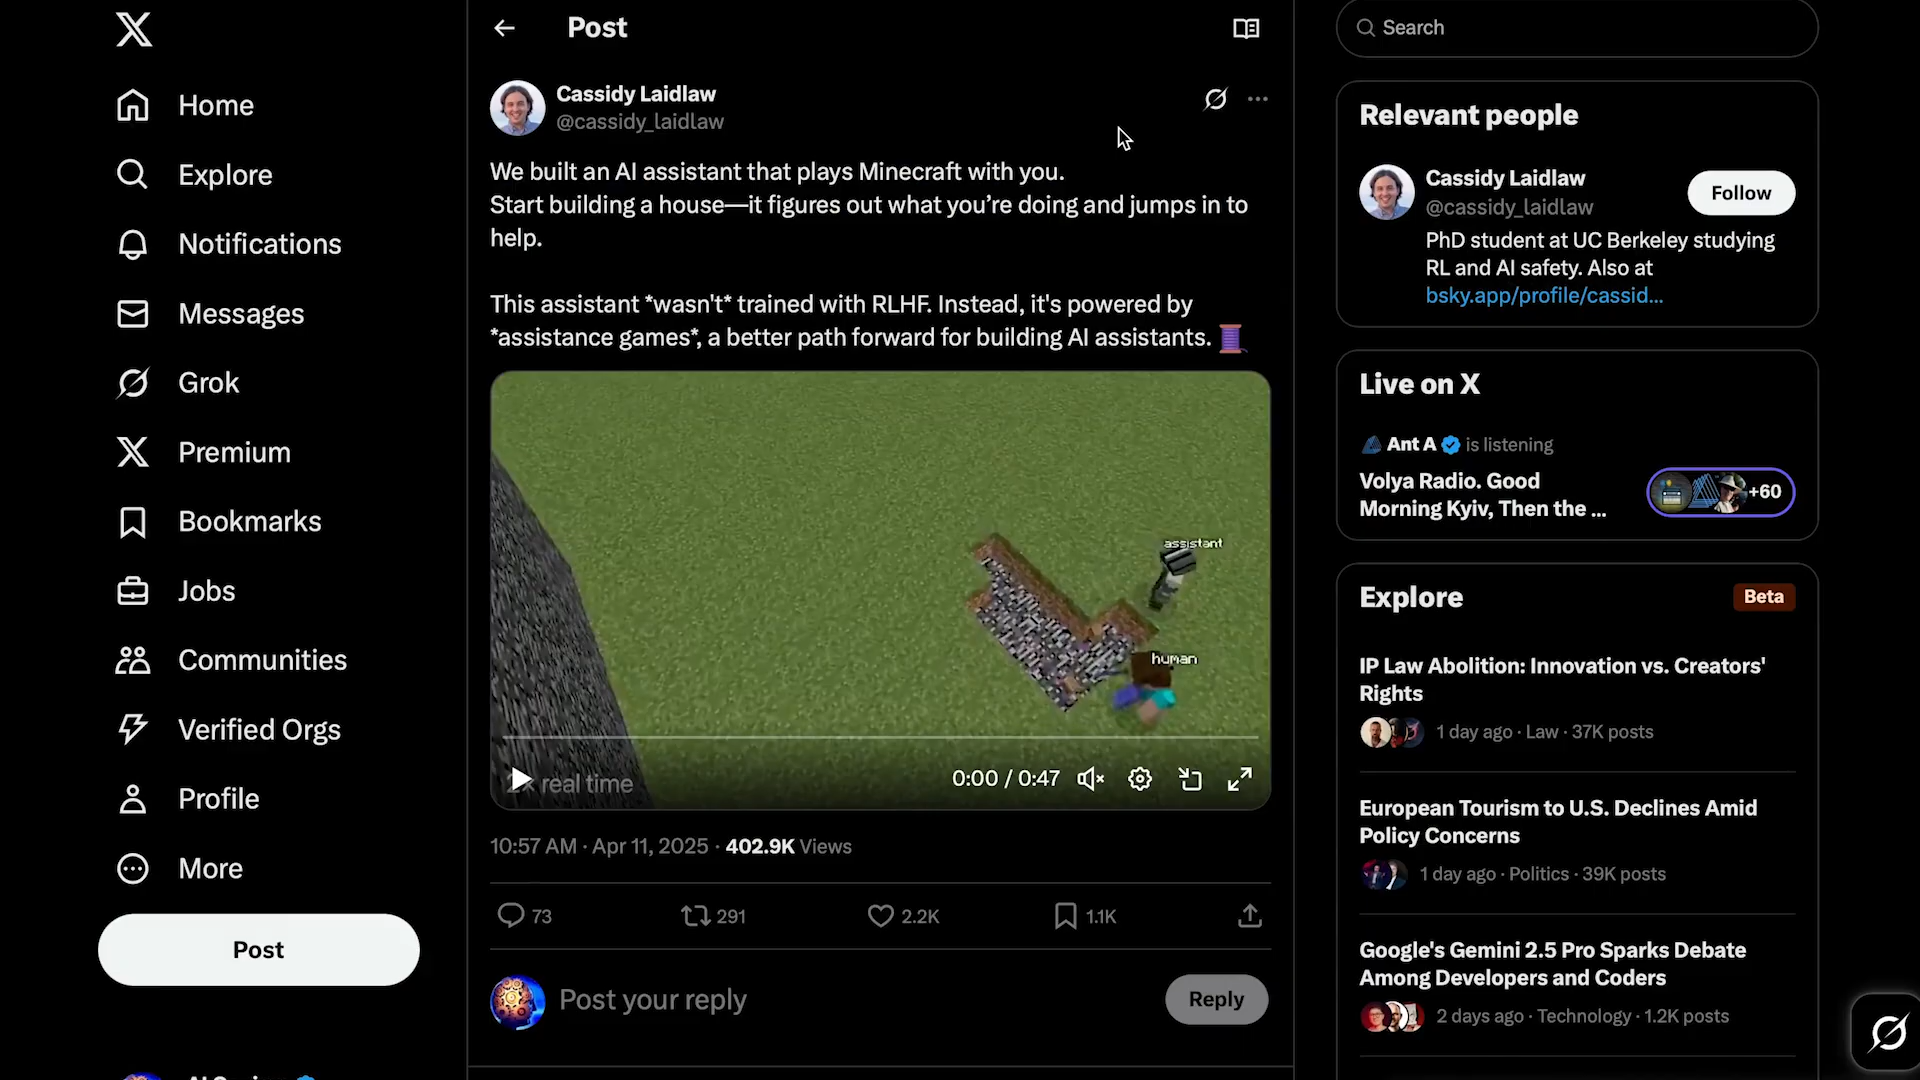 Home
Explore
Notifications
Messages
Grok
Premium
Bookmarks
Jobs
Communities
Verified Orgs
Profile
More
Post
Post
Cassidy Laidlaw
@cassidy_laidlaw
We built an AI assistant that plays Minecraft with you.
Start building a house—it figures out what you're doing and jumps in to
help.
This assistant *wasn't* trained with RLHF. Instead, it's powered by
*assistance games*, a better path forward for building AI assistants.
assistant
human
real time
0:00 / 0:47
10:57 AM · Apr 11, 2025 · 402.9K Views
73
291
2.2K
1.1K
Post your reply
Reply
Search
Relevant people
Cassidy Laidlaw
@cassidy_laidlaw
Follow
PhD student at UC Berkeley studying
RL and AI safety. Also at
bsky.app/profile/cassid...
Live on X
Ant A is listening
Volya Radio. Good
Morning Kyiv, Then the ...
+60
Explore
Beta
IP Law Abolition: Innovation vs. Creators'
Rights
1 day ago · Law · 37K posts
European Tourism to U.S. Declines Amid
Policy Concerns
1 day ago · Politics · 39K posts
Google's Gemini 2.5 Pro Sparks Debate
Among Developers and Coders
2 days ago · Technology · 1.2K posts